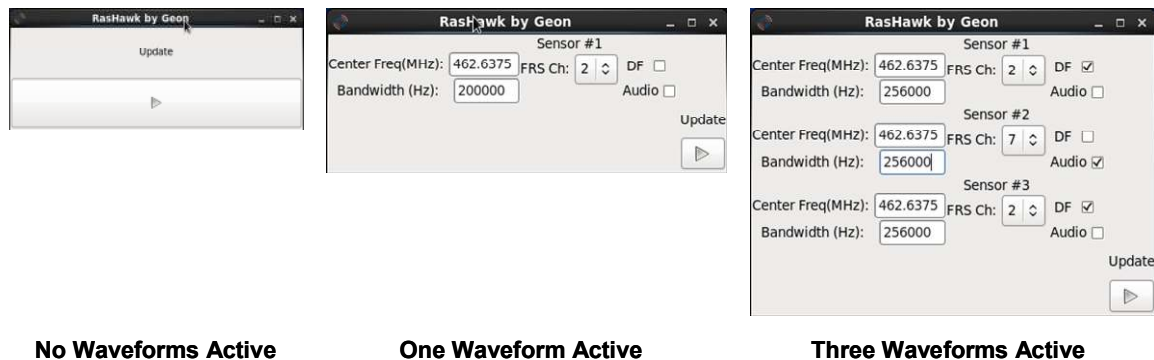 RasHawk by Geon
Update
RasHawk by Geon
Sensor #1
Center Freq(MHz): 462.6375 FRS Ch: 2 DF
Bandwidth (Hz): 200000 Audio
Update
RasHawk by Geon
Sensor #1
Center Freq(MHz): 462.6375 FRS Ch: 2 DF
Bandwidth (Hz): 256000 Audio
Sensor #2
Center Freq(MHz): 462.6375 FRS Ch: 7 DF
Bandwidth (Hz): 256000 Audio
Sensor #3
Center Freq(MHz): 462.6375 FRS Ch: 2 DF
Bandwidth (Hz): 256000 Audio
Update
No Waveforms Active
One Waveform Active
Three Waveforms Active